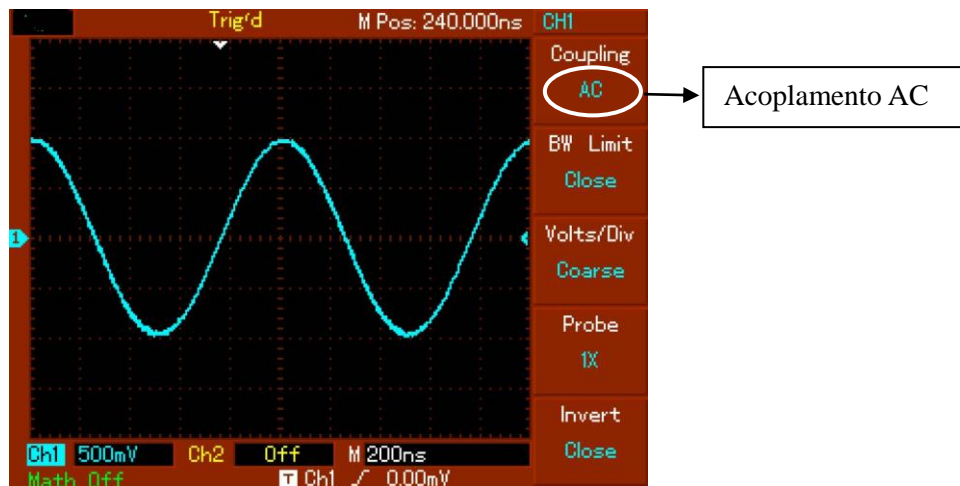 Trig'd M Pos: 240.000ns CH1
Coupling
AC
Acoplamento AC
BW Limit
Close
1
Volts/Div
Coarse
Probe
1X
Invert
Close
Ch1 500mV Ch2 Off M 200ns
Math Off T Ch1 0.00mV